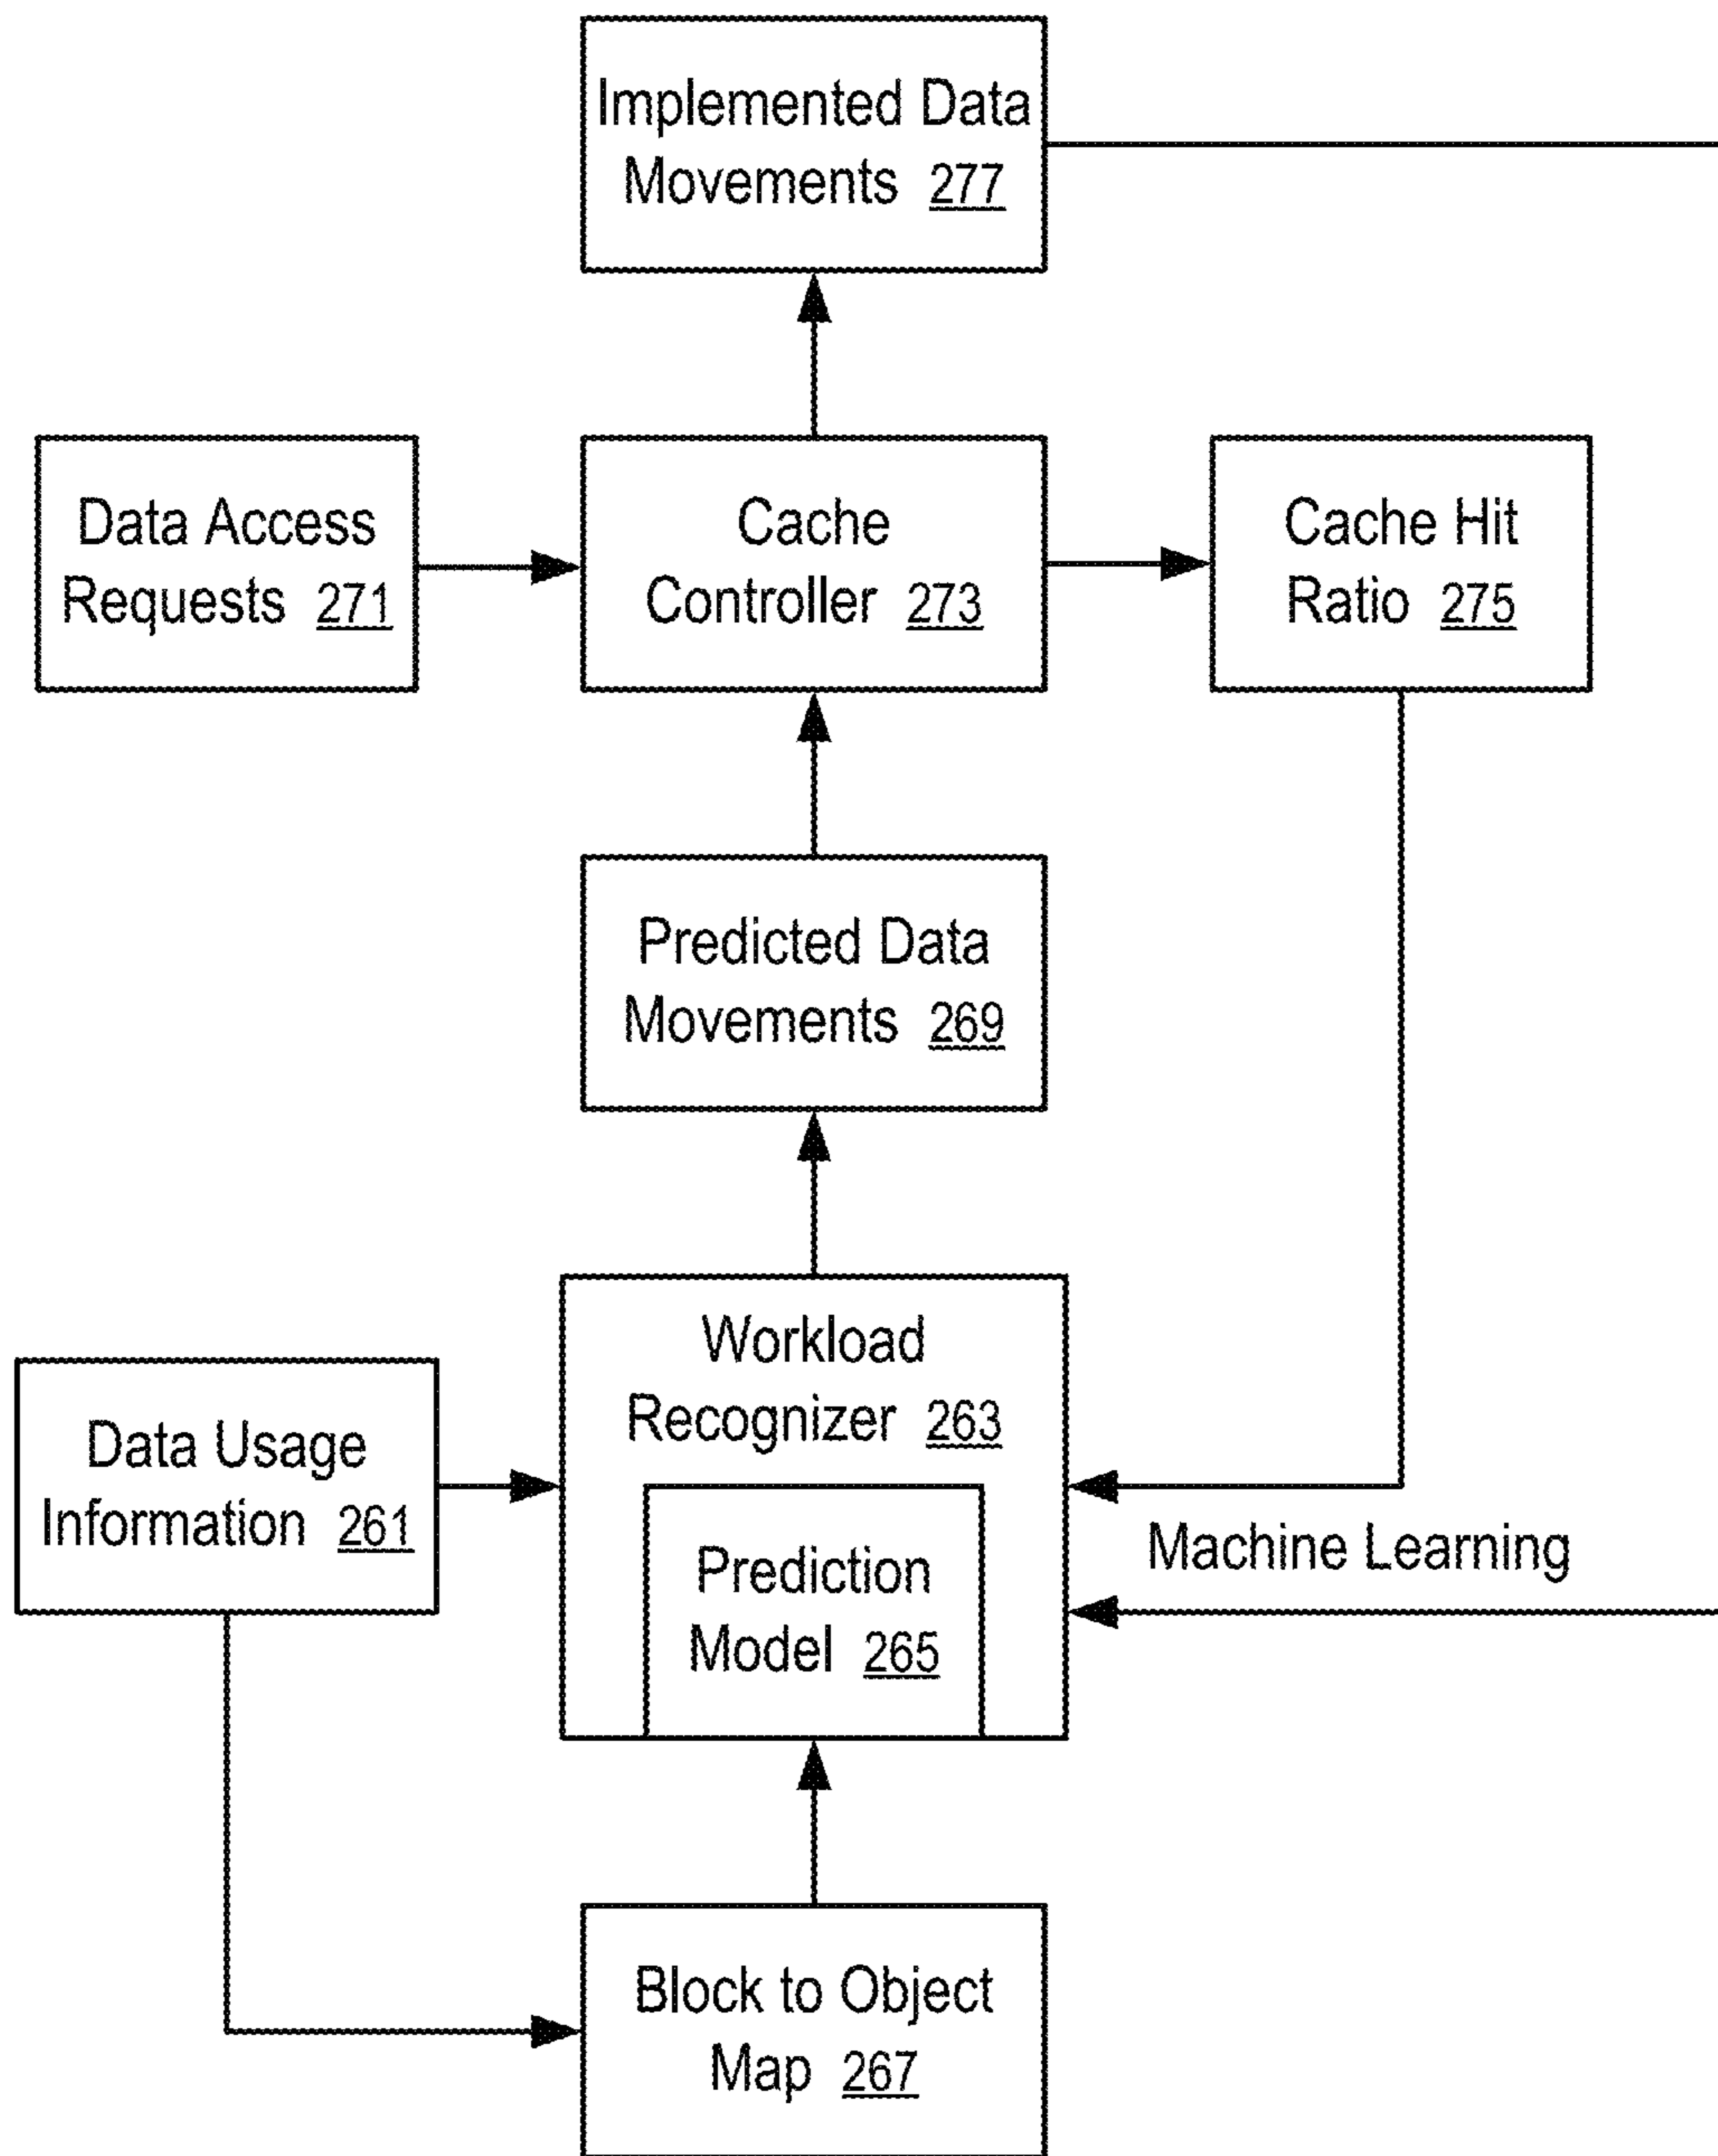 Implemented Data
Movements 277
Data Access
Requests 271
Cache
Controller 273
Cache Hit
Ratio 275
Predicted Data
Movements 269
Workload
Recognizer 263
Data Usage
Information 261
Prediction
Model 265
Machine Learning
Block to Object
Map 267